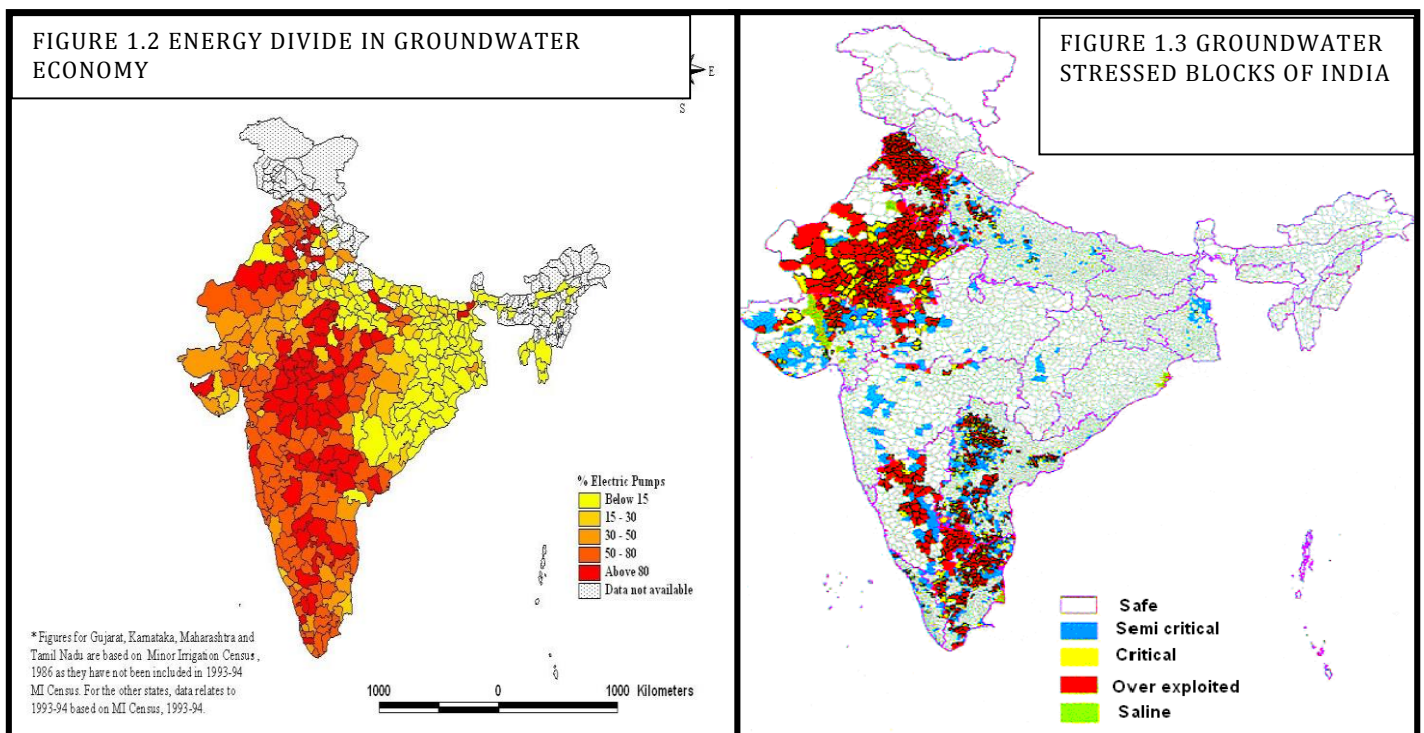 FIGURE 1.2 ENERGY DIVIDE IN GROUNDWATER
ECONOMY
E
S
% Electric Pumps
Below 15
15 - 30
30 - 50
50 - 80
Above 80
Data not available
* Figures for Gujarat, Karnataka, Maharashtra and
Tamil Nadu are based on Minor Irrigation Census,
1986 as they have not been included in 1993-94
MI Census. For the other states, data relates to
1993-94 based on MI Census, 1993-94.
1000 0 1000 Kilometers
FIGURE 1.3 GROUNDWATER
STRESSED BLOCKS OF INDIA
Safe
Semi critical
Critical
Over exploited
Saline